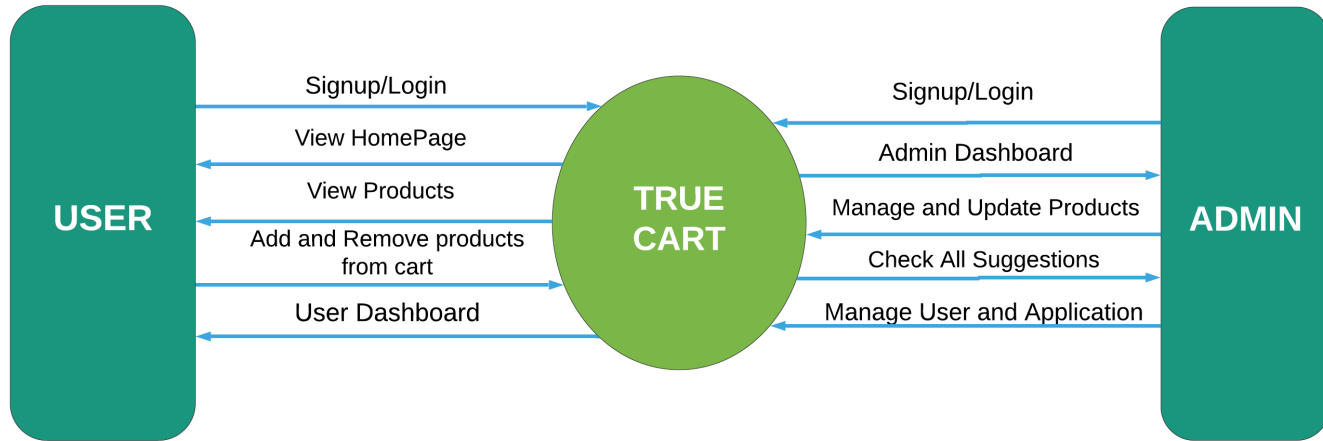 USER
Signup/Login
View HomePage
View Products
Add and Remove products
from cart
User Dashboard
TRUE
CART
Signup/Login
Admin Dashboard
Manage and Update Products
Check All Suggestions
Manage User and Application
ADMIN